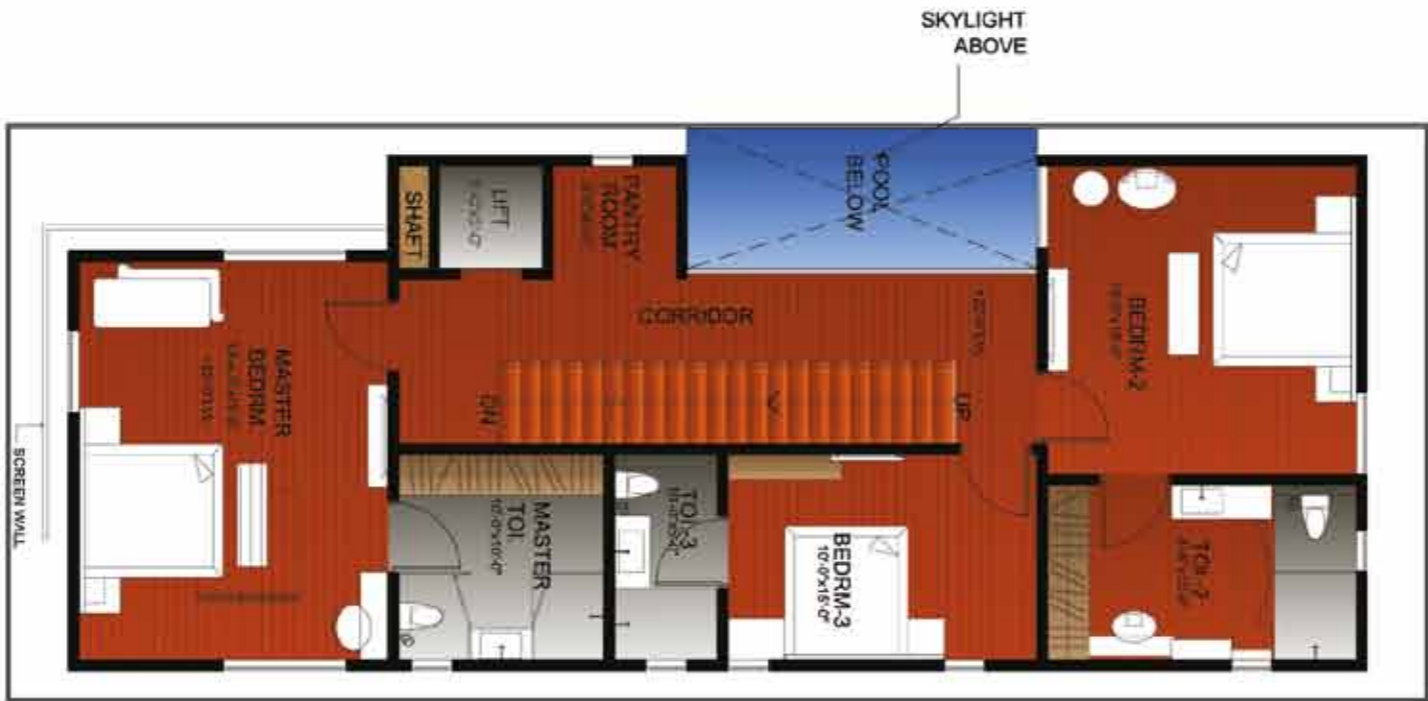 SKYLIGHT
ABOVE
POOL
BELOW
SHAFT
LIFT
PANTRY
ROOM
CORRIDOR
BEDRM-2
MASTER
BEDRM
DN
UP
SCREEN WALL
MASTER
TOI.
10'-0"x10'-0"
TOI-3
BEDRM-3
10'-0"x15'-0"
TOI-2